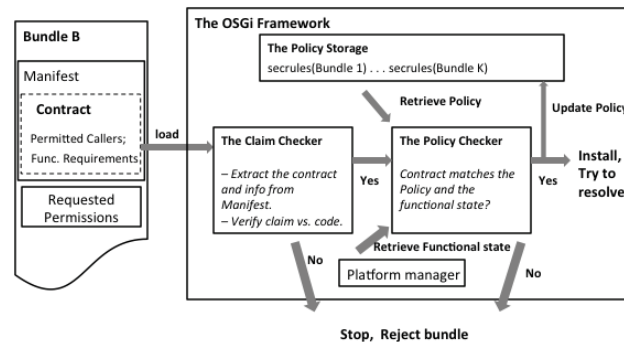 Bundle B
Manifest
Contract
Permitted Callers;
Func. Requirements
Requested
Permissions
load
The OSGi Framework
The Policy Storage
secrules(Bundle 1) . . . secrules(Bundle K)
Retrieve Policy
Update Policy
The Claim Checker
– Extract the contract
and info from
Manifest.
– Verify claim vs. code.
Yes
The Policy Checker
Contract matches the
Policy and the
functional state?
Yes
Install,
Try to
resolve
Retrieve Functional state
Platform manager
No
No
Stop, Reject bundle